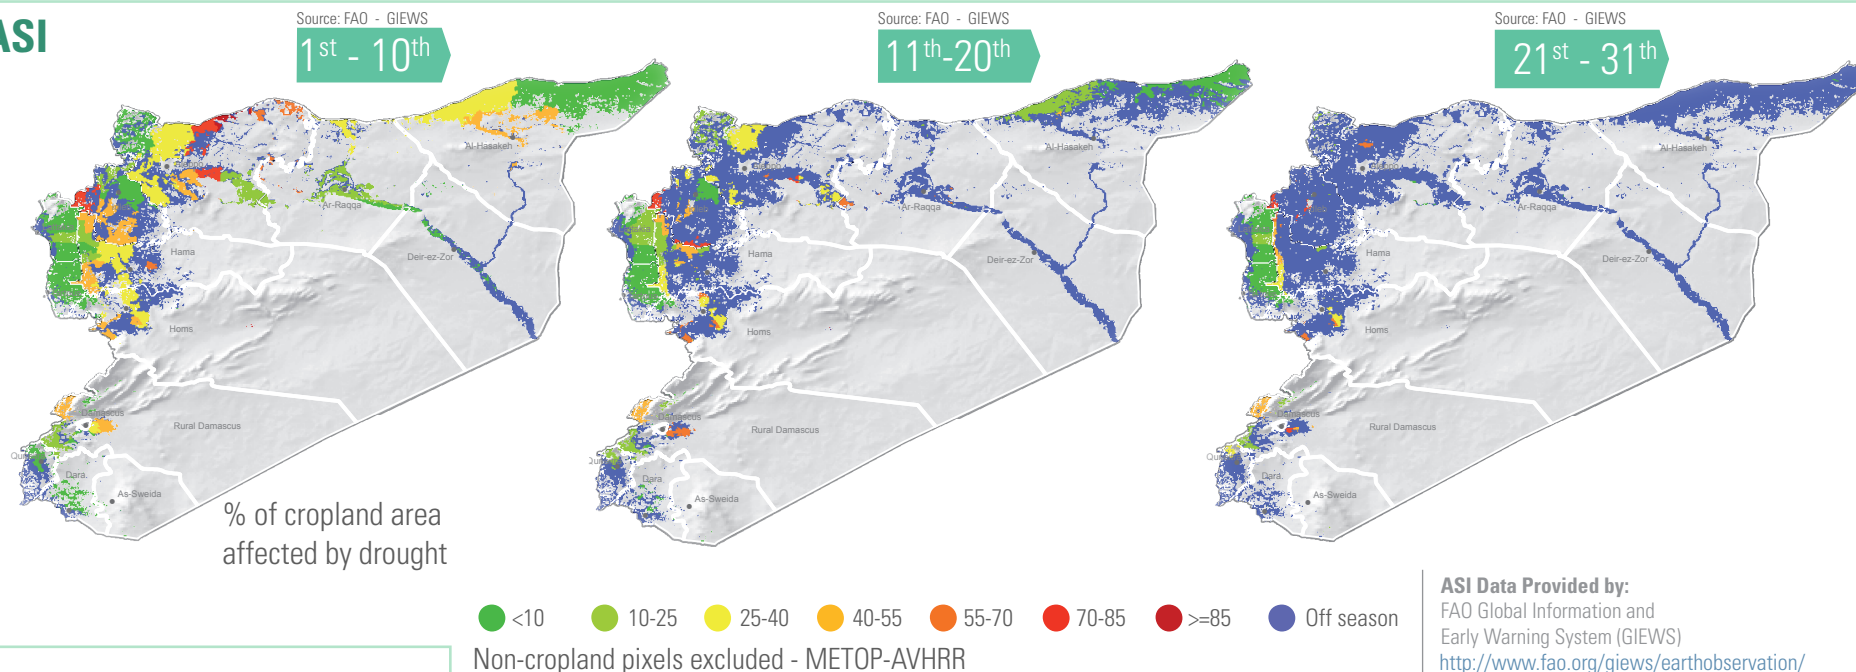 ASI
Source: FAO - GIEWS
1st - 10th
Source: FAO - GIEWS
11th-20th
Source: FAO - GIEWS
21st - 31th
Al-Hasakeh
Ar-Raqqa
Hama
Deir-ez-Zor
Homs
Damascus
Rural Damascus
Dara.
As-Sweida
Al-Hasakeh
Ar-Raqqa
Hama
Deir-ez-Zor
Homs
Damascus
Rural Damascus
Dara.
As-Sweida
Al-Hasakeh
Ar-Raqqa
Hama
Deir-ez-Zor
Homs
Damascus
Rural Damascus
Dara.
As-Sweida
% of cropland area
affected by drought
<10
10-25
25-40
40-55
55-70
70-85
>=85
Off season
Non-cropland pixels excluded - METOP-AVHRR
ASI Data Provided by:
FAO Global Information and
Early Warning System (GIEWS)
http://www.fao.org/giews/earthobservation/